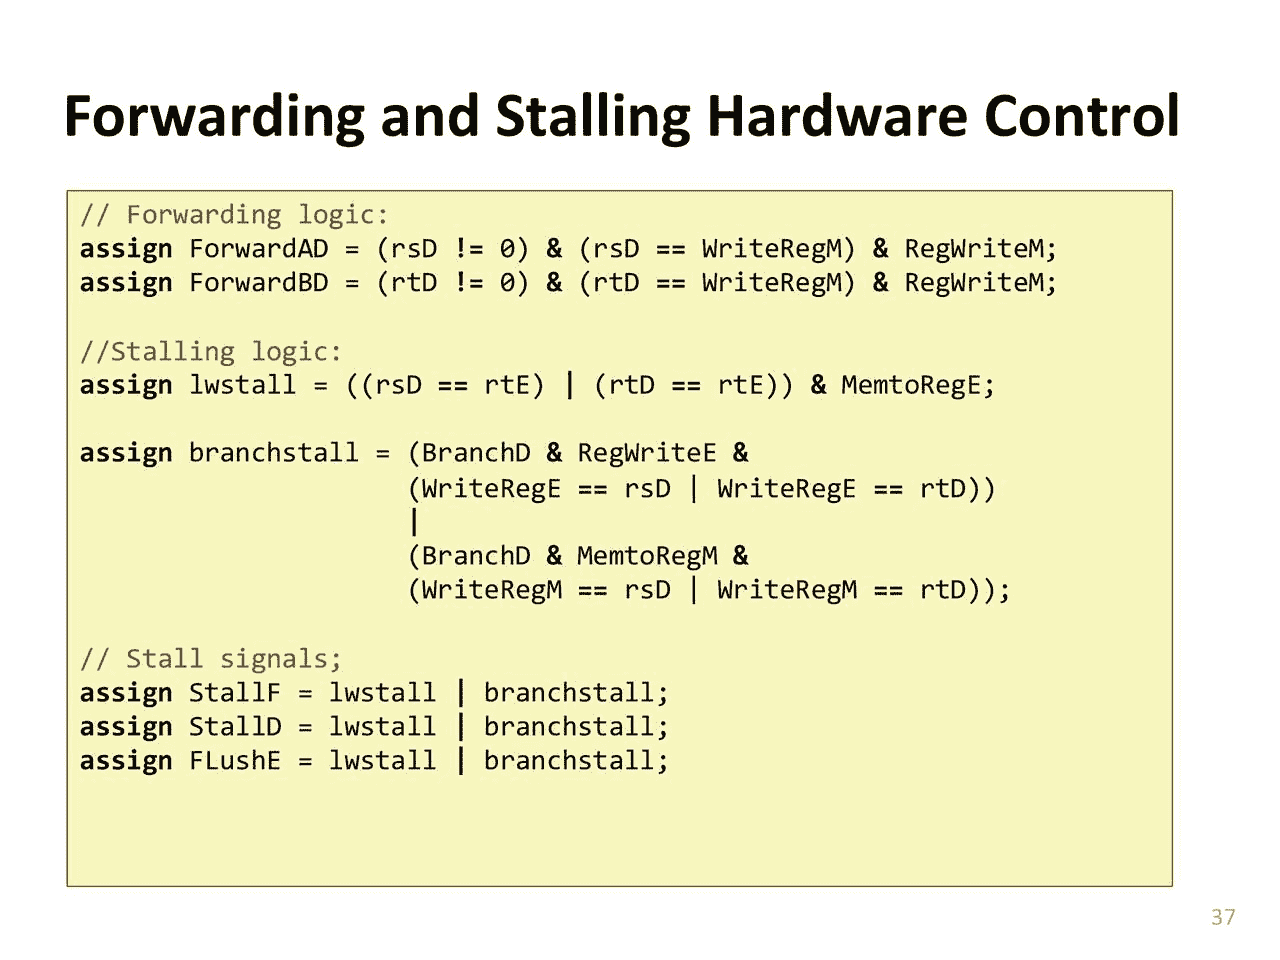 Forwarding and Stalling Hardware Control
// Forwarding logic:
assign ForwardAD = (rsD != 0) & (rsD == WriteRegM) & RegWriteM;
assign ForwardBD = (rtD != 0) & (rtD == WriteRegM) & RegWriteM;
//Stalling logic:
assign lwstall = ((rsD == rtE) | (rtD == rtE)) & MemtoRegE;
assign branchstall = (BranchD & RegWriteE &
(WriteRegE == rsD | WriteRegE == rtD))
|
(BranchD & MemtoRegM &
(WriteRegM == rsD | WriteRegM == rtD));
// Stall signals;
assign StallF = lwstall | branchstall;
assign StallD = lwstall | branchstall;
assign FLushE = lwstall | branchstall;
37